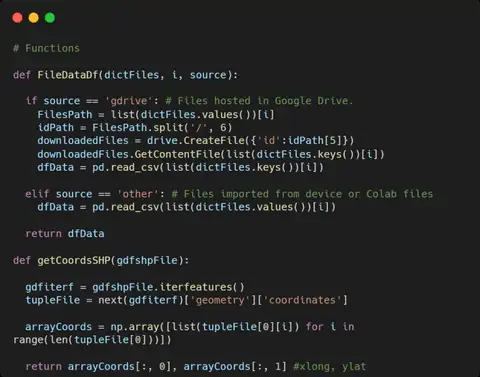 # Functions
def FileDataDf(dictFiles, i, source):
if source == 'gdrive': # Files hosted in Google Drive.
FilesPath = list(dictFiles.values())[i]
idPath = FilesPath.split('/', 6)
downloadedFiles = drive.CreateFile({'id':idPath[5]})
downloadedFiles.GetContentFile(list(dictFiles.keys())[i])
dfData = pd.read_csv(list(dictFiles.keys())[i])
elif source == 'other': # Files imported from device or Colab files
dfData = pd.read_csv(list(dictFiles.values())[i])
return dfData
def getCoordsSHP(gdfshpFile):
gdfiterf = gdfshpFile.iterfeatures()
tupleFile = next(gdfiterf)['geometry']['coordinates']
arrayCoords = np.array([list(tupleFile[0][i]) for i in
range(len(tupleFile[0]))])
return arrayCoords[:, 0], arrayCoords[:, 1] #xlong, ylat